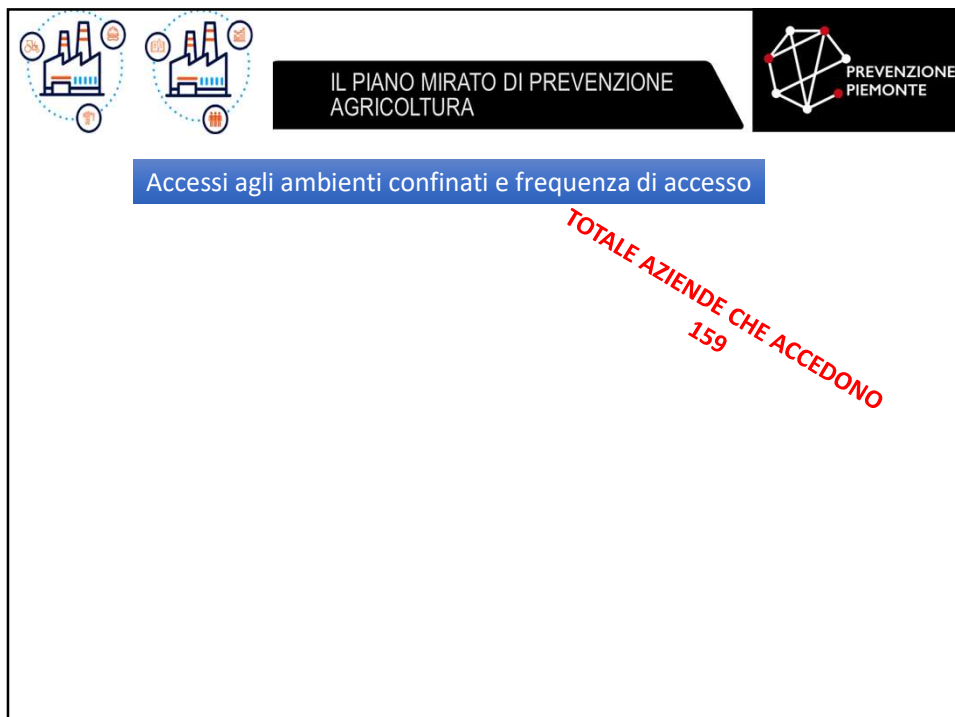 IL PIANO MIRATO DI PREVENZIONE
AGRICOLTURA
PREVENZIONE
PIEMONTE
Accessi agli ambienti confinati e frequenza di accesso
TOTALE AZIENDE CHE ACCEDONO
159